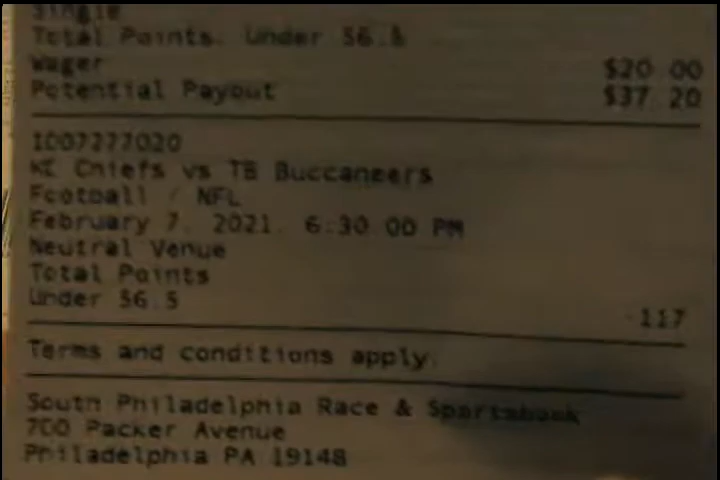 Single
Total Points. Under 56.5
Wager $20.00
Potential Payout $37.20
1007277020
KC Chiefs vs TB Buccaneers
Football / NFL
February 7, 2021, 6:30:00 PM
Neutral Venue
Total Points
Under 56.5
-117
Terms and conditions apply.
South Philadelphia Race & Sportsbook
700 Packer Avenue
Philadelphia PA 19148